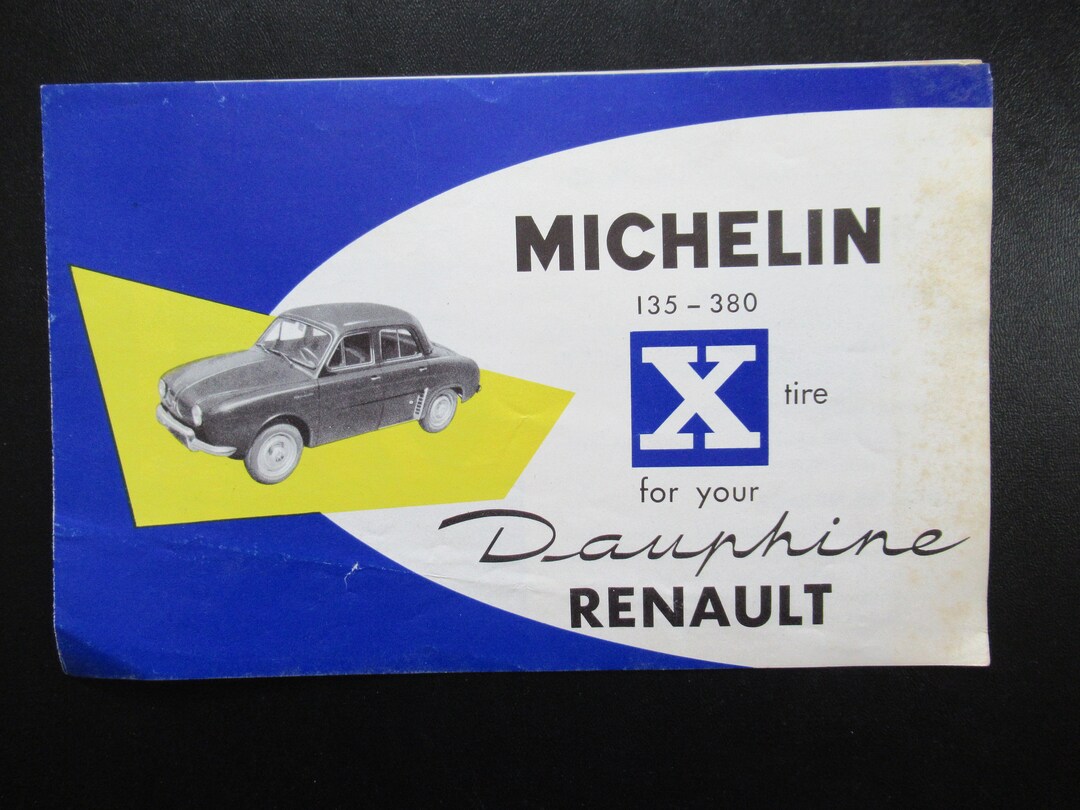 MICHELIN
135 – 380
X tire
for your
Dauphine
RENAULT